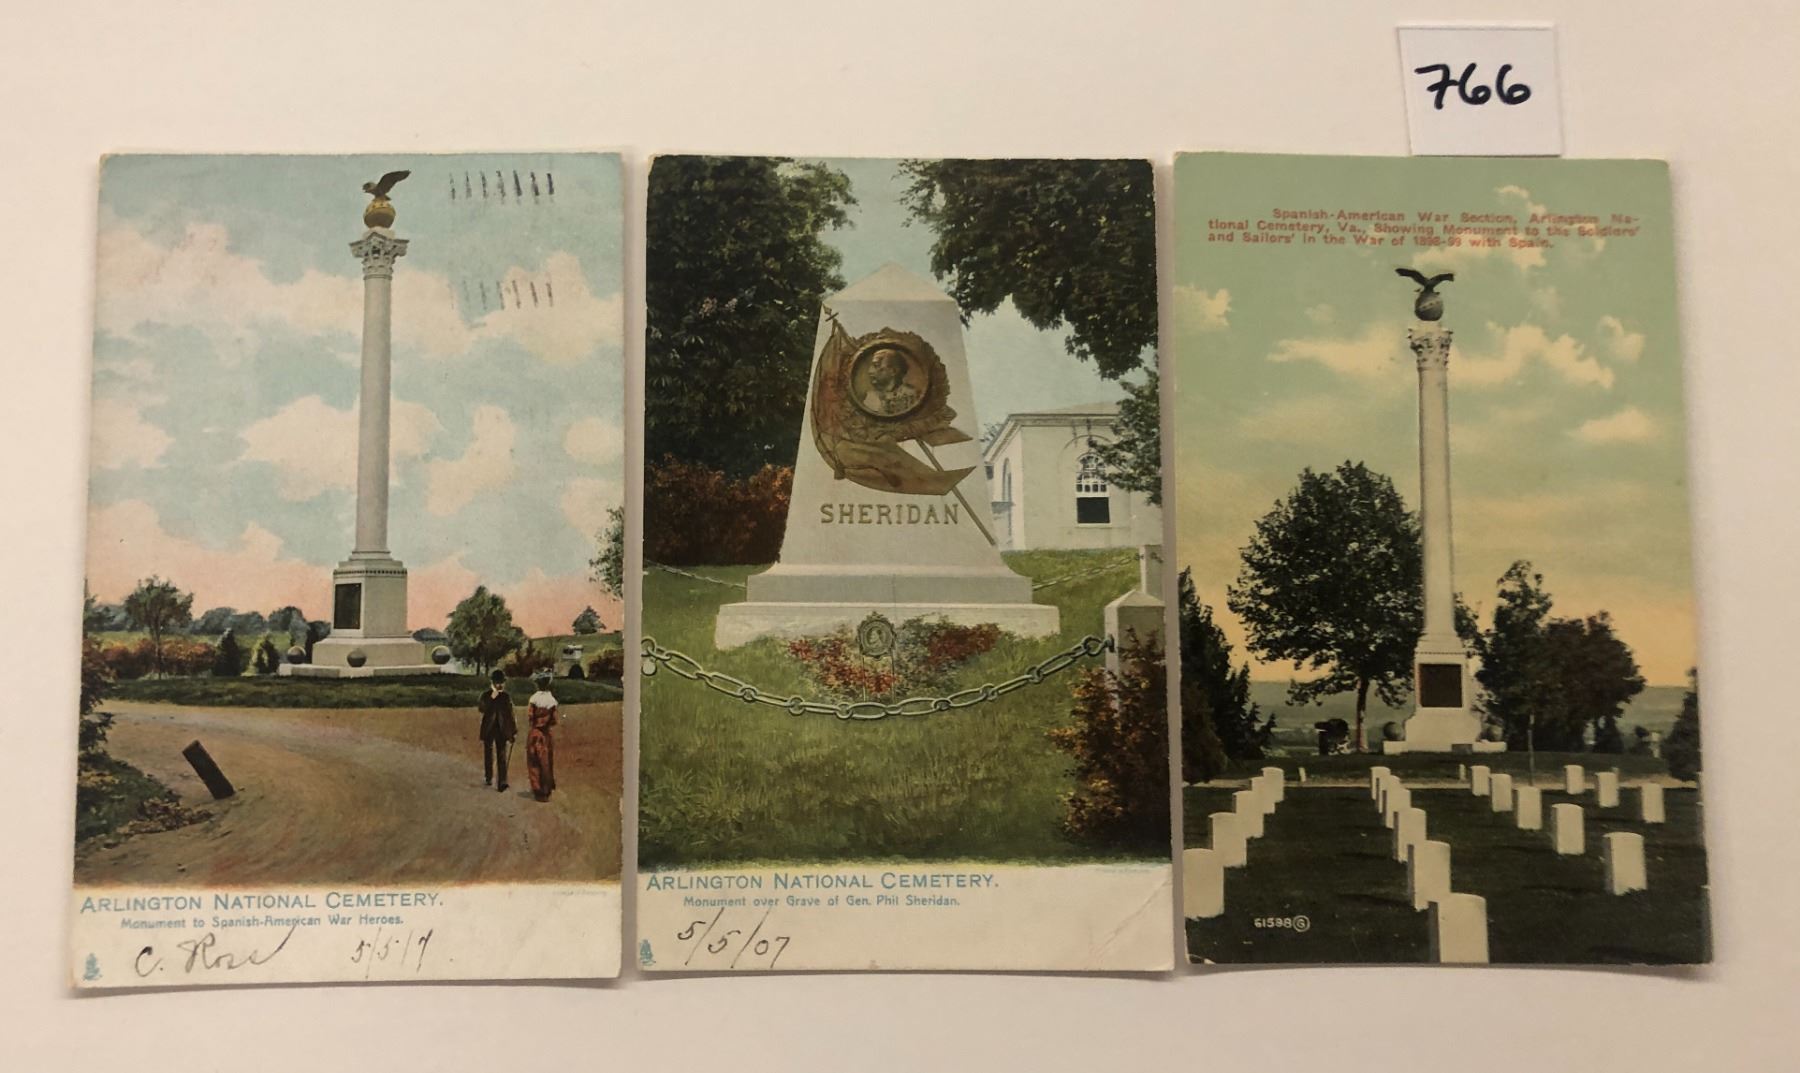 766
ARLINGTON NATIONAL CEMETERY.
Monument to Spanish-American War Heroes.
C. Ross 5/5/7.
SHERIDAN
ARLINGTON NATIONAL CEMETERY.
Monument over Grave of Gen. Phil Sheridan.
5/5/07
Spanish-American War Section, Arlington Na-
tional Cemetery, Va., Showing Monument to the Soldiers'
and Sailors' in the War of 1898-99 with Spain.
61598 G